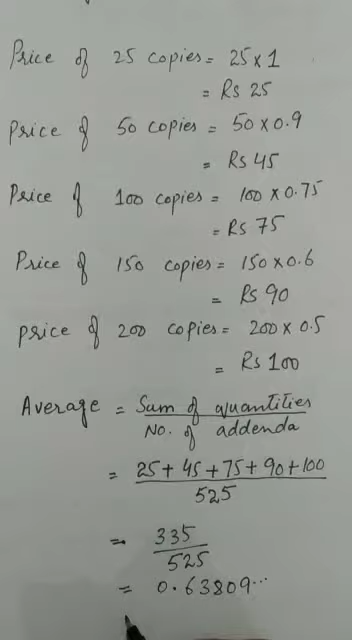 Price of 25 copies = 25 x 1
= Rs 25
Price of 50 copies = 50 x 0.9
= Rs 45
Price of 100 copies = 100 x 0.75
= Rs 75
Price of 150 copies = 150 x 0.6
= Rs 90
price of 200 copies = 200 x 0.5
= Rs 100
Average = Sum of quantities
No. of addenda
= 25 + 45 + 75 + 90 + 100
525
= 335
525
= 0.63809...